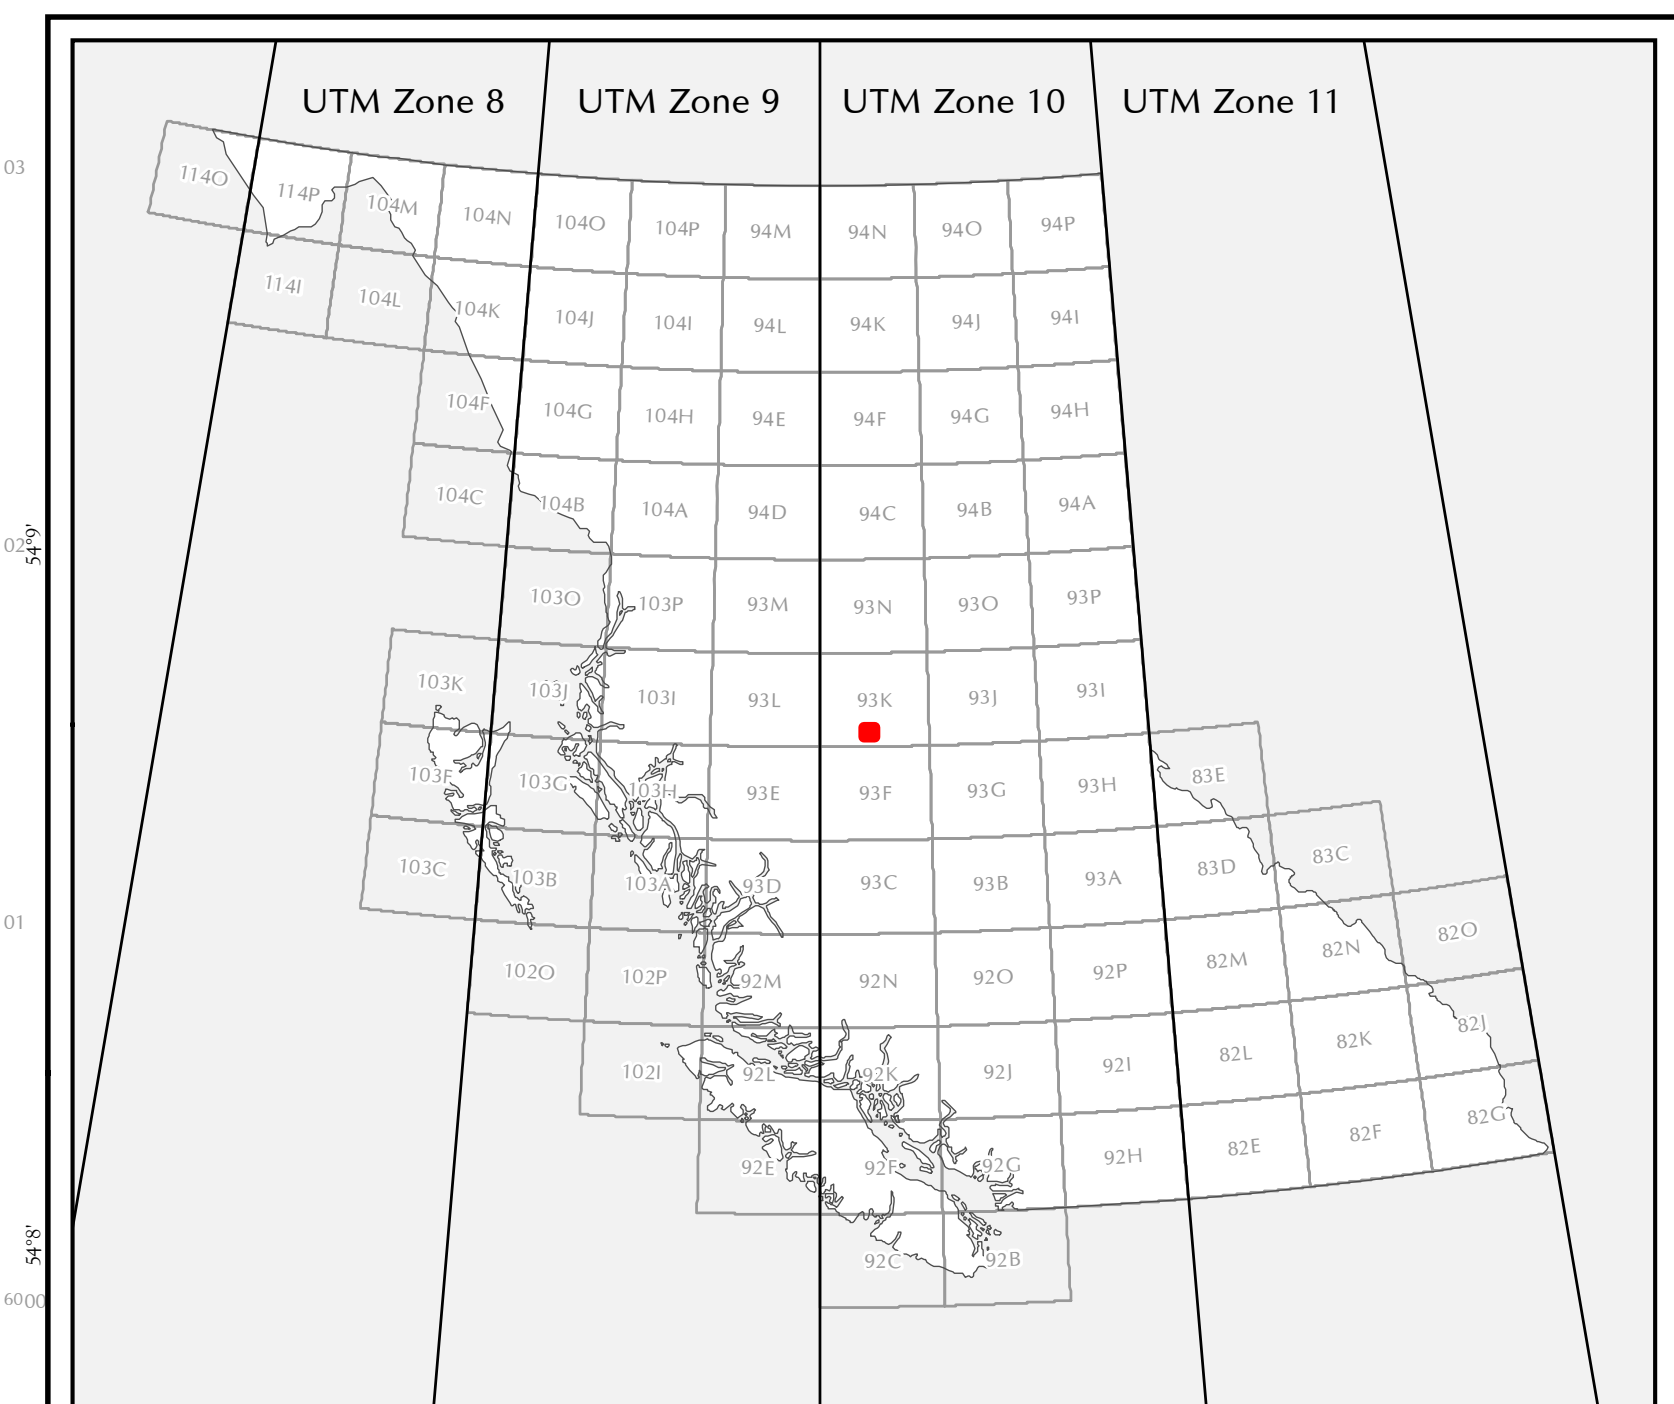 UTM Zone 8 UTM Zone 9 UTM Zone 10 UTM Zone 11
03
02
54°9'
01
54°8'
6000
114O 114P 104M 104N 104O 104P 94M 94N 94O 94P
114I 104L 104K 104J 104I 94L 94K 94J 94I
104F 104G 104H 94E 94F 94G 94H
104C 104B 104A 94D 94C 94B 94A
103O 103P 93M 93N 93O 93P
103K 103J 103I 93L 93K 93J 93I
103F 103G 103H 93E 93F 93G 93H 83E
103C 103B 103A 93D 93C 93B 93A 83D 83C
102O 102P 92M 92N 92O 92P 82M 82N 82O
102I 92L 92K 92J 92I 82L 82K 82J
92E 92F 92G 92H 82E 82F 82G
92C 92B